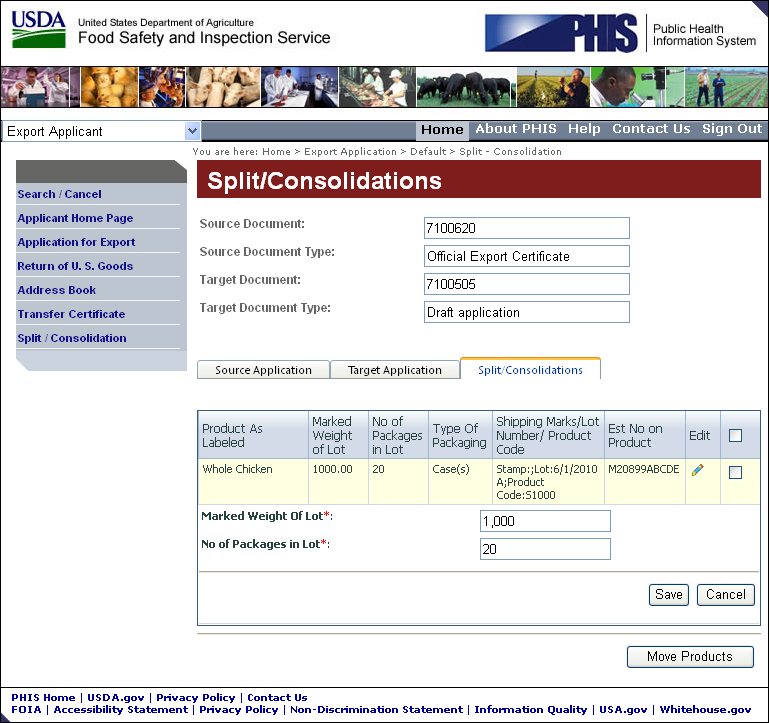 USDA United States Department of Agriculture
Food Safety and Inspection Service
PHIS Public Health
Information System
Export Applicant
Home About PHIS Help Contact Us Sign Out
You are here: Home > Export Application > Default > Split - Consolidation
Search / Cancel
Applicant Home Page
Application for Export
Return of U. S. Goods
Address Book
Transfer Certificate
Split / Consolidation
Split/Consolidations
Source Document: 7100620
Source Document Type: Official Export Certificate
Target Document: 7100505
Target Document Type: Draft application
Source Application Target Application Split/Consolidations
Product As
Labeled
Marked
Weight
of Lot
No of
Packages
in Lot
Type Of
Packaging
Shipping Marks/Lot
Number/ Product
Code
Est No on
Product
Edit
Whole Chicken
1000.00
20
Case(s)
Stamp:;Lot:6/1/2010
A;Product
Code:S1000
M20899ABCDE
Marked Weight Of Lot*: 1,000
No of Packages in Lot*: 20
Save Cancel
Move Products
PHIS Home | USDA.gov | Privacy Policy | Contact Us
FOIA | Accessibility Statement | Privacy Policy | Non-Discrimination Statement | Information Quality | USA.gov | Whitehouse.gov